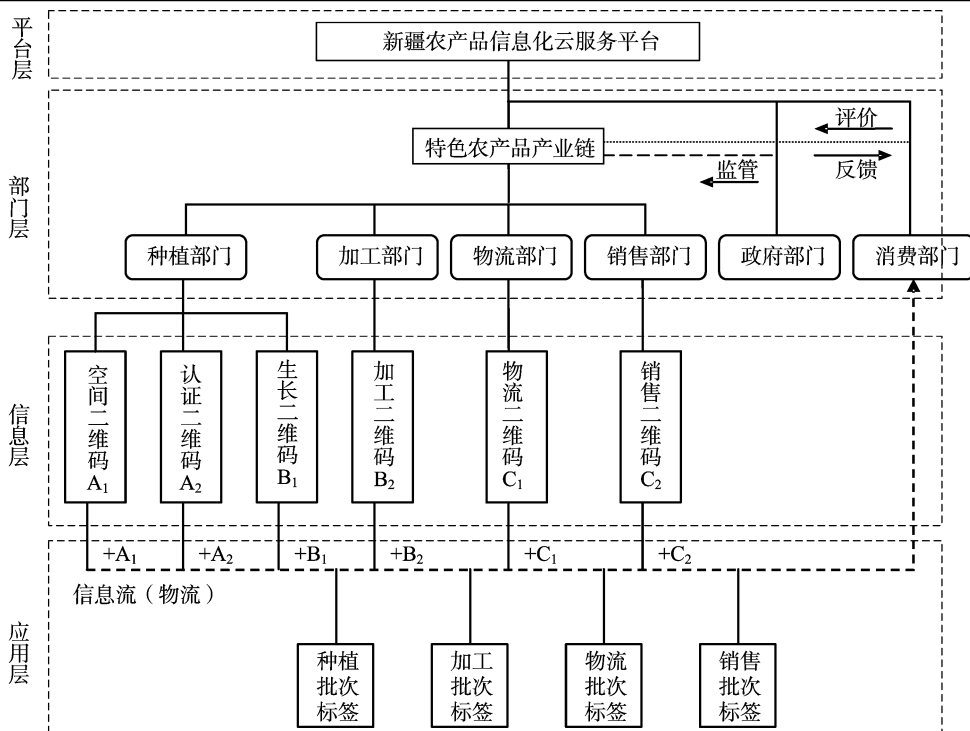 平台层
新疆农产品信息化云服务平台
部门层
评价
特色农产品产业链
监管
反馈
种植部门
加工部门
物流部门
销售部门
政府部门
消费部门
信息层
空间二维码A₁
认证二维码A₂
生长二维码B₁
加工二维码B₂
物流二维码C₁
销售二维码C₂
+A₁
+A₂
+B₁
+B₂
+C₁
+C₂
信息流（物流）
应用层
种植
批次
标签
加工
批次
标签
物流
批次
标签
销售
批次
标签